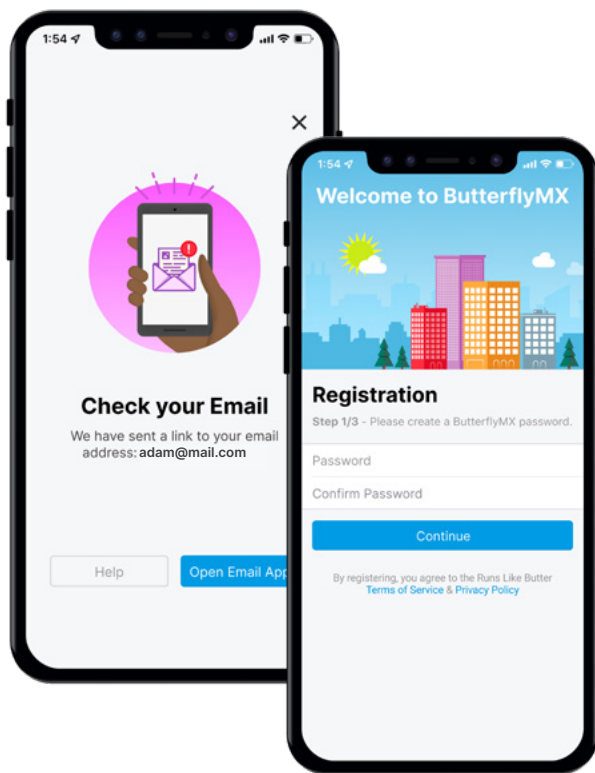 1:54
Check your Email
We have sent a link to your email
address: adam@mail.com
Help
Open Email App
1:54
Welcome to ButterflyMX
Registration
Step 1/3 - Please create a ButterflyMX password.
Password
Confirm Password
Continue
By registering, you agree to the Runs Like Butter
Terms of Service & Privacy Policy